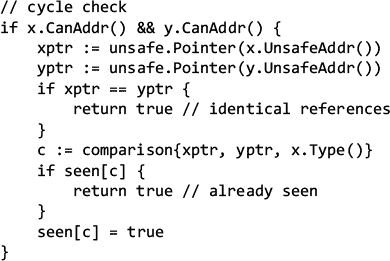 // cycle check
if x.CanAddr() && y.CanAddr() {
    xptr := unsafe.Pointer(x.UnsafeAddr())
    yptr := unsafe.Pointer(y.UnsafeAddr())
    if xptr == yptr {
        return true // identical references
    }
    c := comparison{xptr, yptr, x.Type()}
    if seen[c] {
        return true // already seen
    }
    seen[c] = true
}